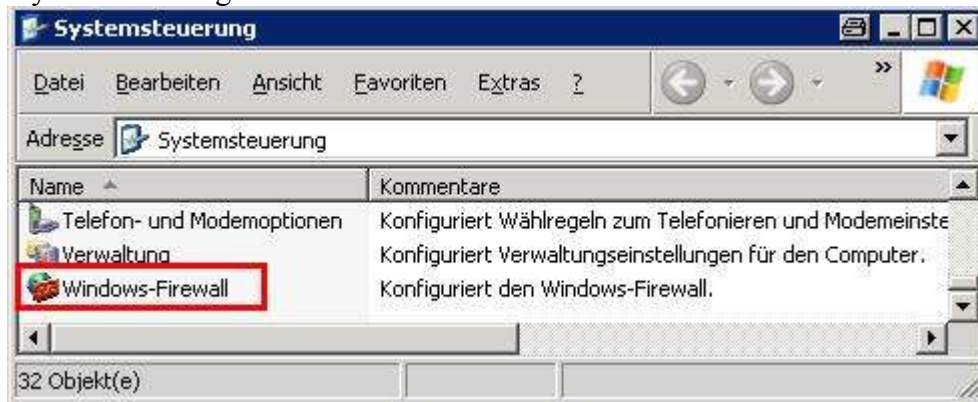 Systemsteuerung
Datei Bearbeiten Ansicht Favoriten Extras ? »
Adresse Systemsteuerung
Name Kommentare
Telefon- und Modemoptionen Konfiguriert Wählregeln zum Telefonieren und Modemeinste
Verwaltung Konfiguriert Verwaltungseinstellungen für den Computer.
Windows-Firewall Konfiguriert den Windows-Firewall.
32 Objekt(e)